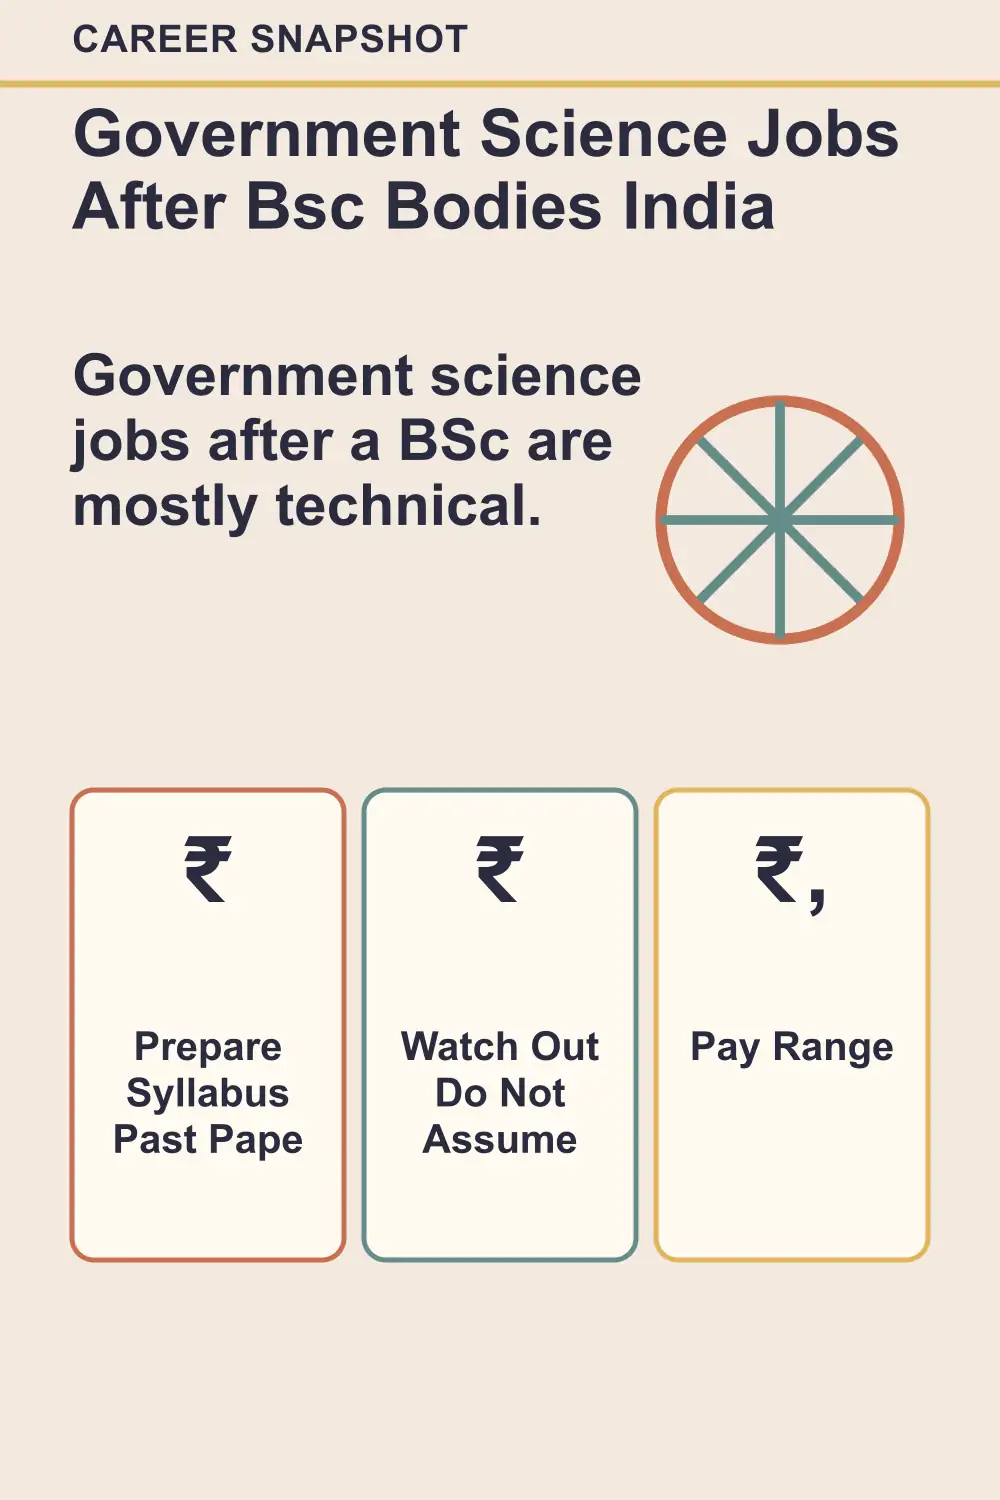 CAREER SNAPSHOT
Government Science Jobs
After Bsc Bodies India
Government science
jobs after a BSc are
mostly technical.
₹
Prepare
Syllabus
Past Pape
₹
Watch Out
Do Not
Assume
₹,
Pay Range